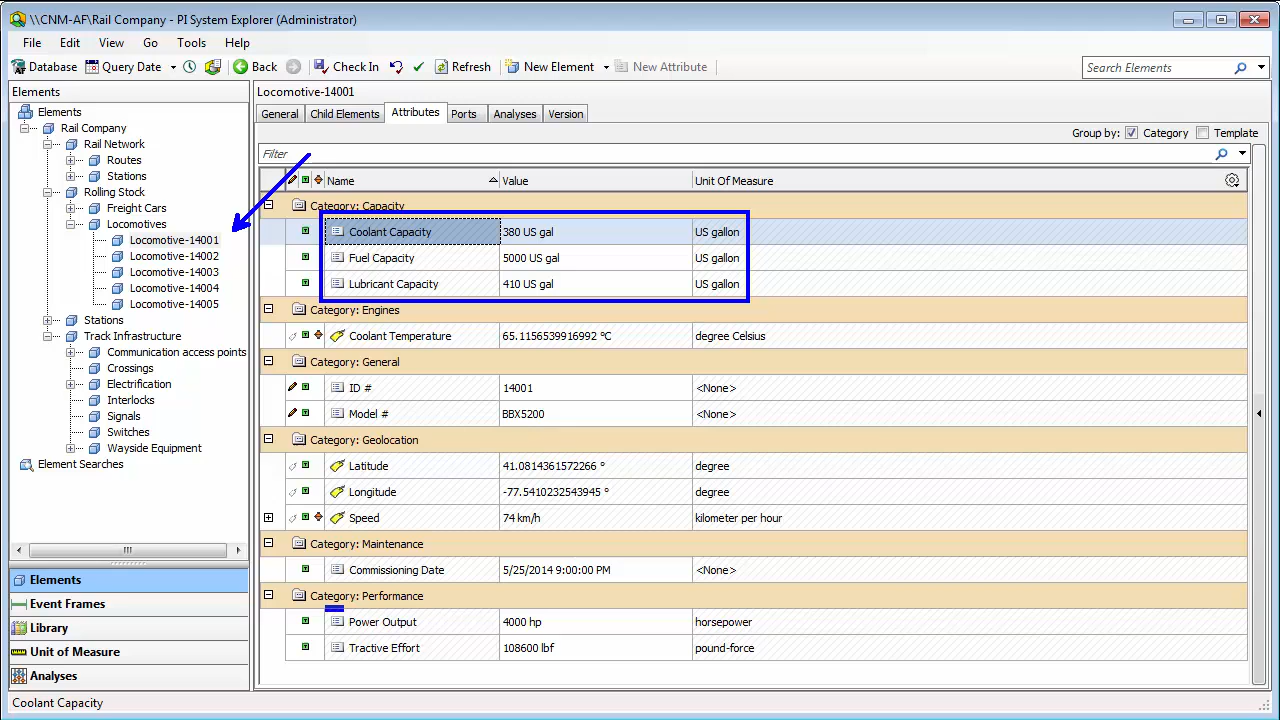 \\CNM-AF\Rail Company - PI System Explorer (Administrator)
File Edit View Go Tools Help
Database Query Date Back Check In Refresh New Element New Attribute Search Elements
Elements
Elements
Rail Company
Rail Network
Routes
Stations
Rolling Stock
Freight Cars
Locomotives
Locomotive-14001
Locomotive-14002
Locomotive-14003
Locomotive-14004
Locomotive-14005
Stations
Track Infrastructure
Communication access points
Crossings
Electrification
Interlocks
Signals
Switches
Wayside Equipment
Element Searches
Elements
Event Frames
Library
Unit of Measure
Analyses
Locomotive-14001
General Child Elements Attributes Ports Analyses Version
Group by: Category Template
Filter
Name Value Unit Of Measure
Category: Capacity
Coolant Capacity 380 US gal US gallon
Fuel Capacity 5000 US gal US gallon
Lubricant Capacity 410 US gal US gallon
Category: Engines
Coolant Temperature 65.1156539916992 °C degree Celsius
Category: General
ID # 14001 <None>
Model # BBX5200 <None>
Category: Geolocation
Latitude 41.0814361572266 ° degree
Longitude -77.5410232543945 ° degree
Speed 74 km/h kilometer per hour
Category: Maintenance
Commissioning Date 5/25/2014 9:00:00 PM <None>
Category: Performance
Power Output 4000 hp horsepower
Tractive Effort 108600 lbf pound-force
Coolant Capacity